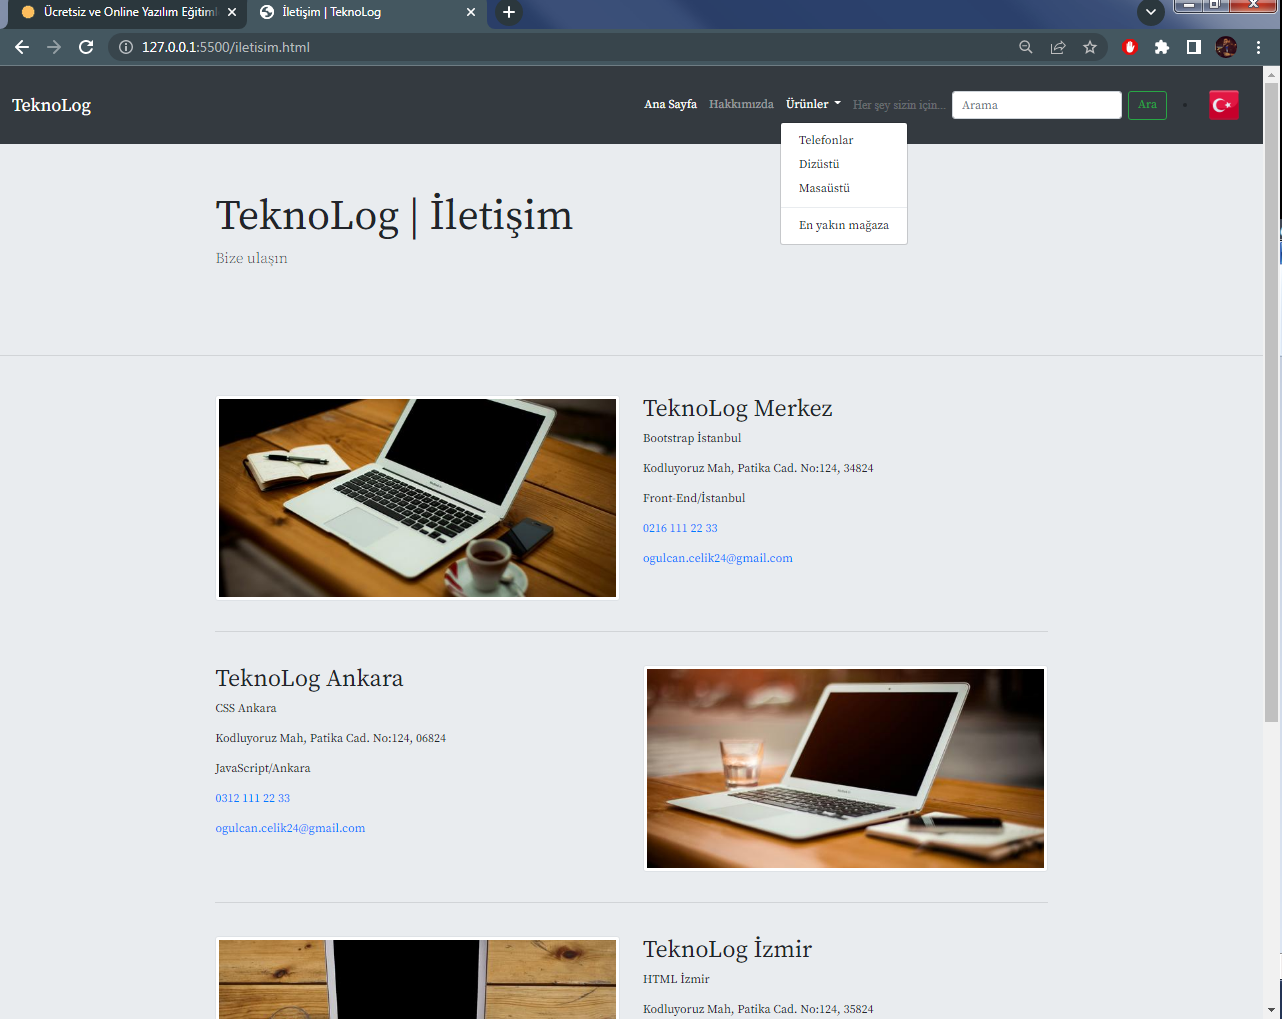 Ücretsiz ve Online Yazılım Eğitiml
İletişim | TeknoLog
127.0.0.1:5500/iletisim.html
TeknoLog
Ana Sayfa
Hakkımızda
Ürünler
Her şey sizin için...
Arama
Ara
Telefonlar
Dizüstü
Masaüstü
En yakın mağaza
TeknoLog | İletişim
Bize ulaşın
TeknoLog Merkez
Bootstrap İstanbul
Kodluyoruz Mah, Patika Cad. No:124, 34824
Front-End/İstanbul
0216 111 22 33
ogulcan.celik24@gmail.com
TeknoLog Ankara
CSS Ankara
Kodluyoruz Mah, Patika Cad. No:124, 06824
JavaScript/Ankara
0312 111 22 33
ogulcan.celik24@gmail.com
TeknoLog İzmir
HTML İzmir
Kodluyoruz Mah, Patika Cad. No:124, 35824